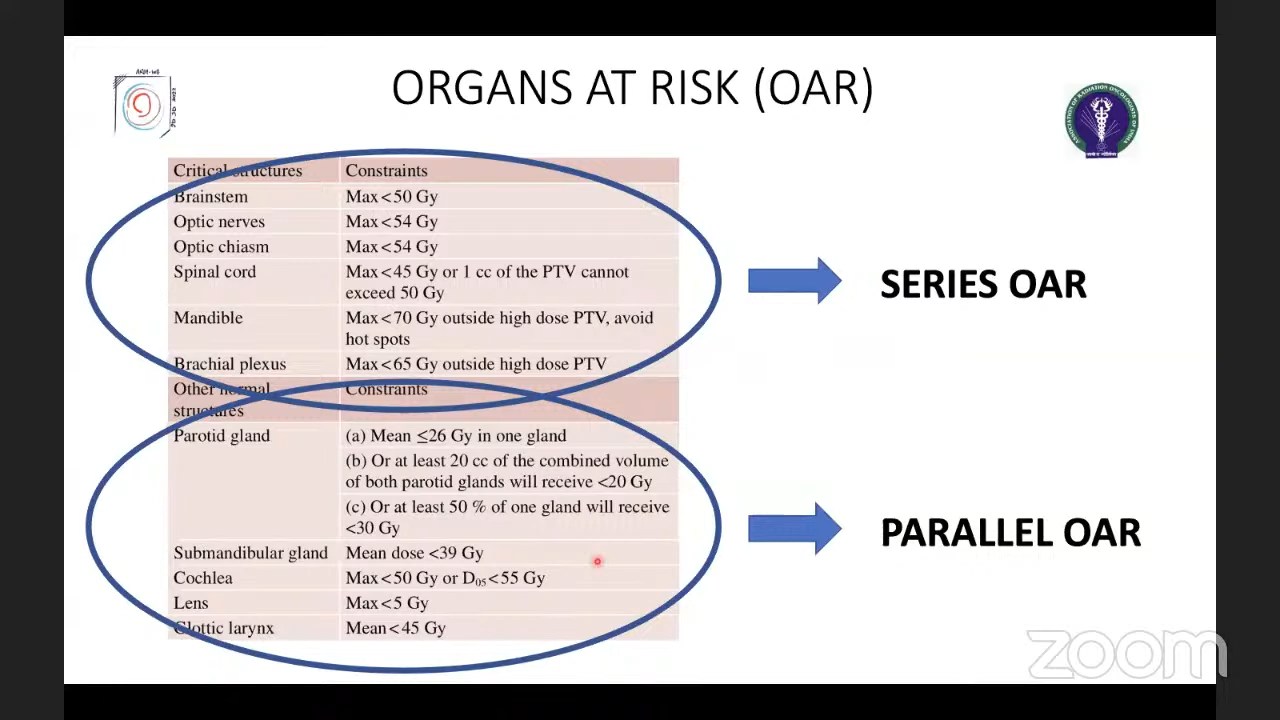 ORGANS AT RISK (OAR)
Critical structures Constraints
Brainstem Max<50 Gy
Optic nerves Max<54 Gy
Optic chiasm Max<54 Gy
Spinal cord Max<45 Gy or 1 cc of the PTV cannot
exceed 50 Gy
Mandible Max<70 Gy outside high dose PTV, avoid
hot spots
Brachial plexus Max<65 Gy outside high dose PTV
Other normal Constraints
structures
Parotid gland (a) Mean ≤26 Gy in one gland
(b) Or at least 20 cc of the combined volume
of both parotid glands will receive <20 Gy
(c) Or at least 50 % of one gland will receive
<30 Gy
Submandibular gland Mean dose <39 Gy
Cochlea Max<50 Gy or D05<55 Gy
Lens Max<5 Gy
Glottic larynx Mean<45 Gy
SERIES OAR
PARALLEL OAR
ASSOCIATION OF RADIATION ONCOLOGISTS OF INDIA
zoom